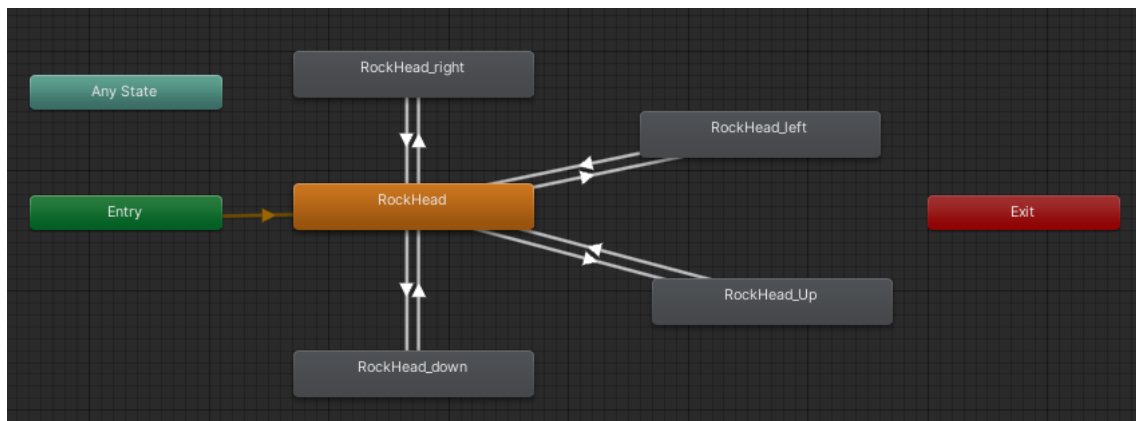 RockHead_right
Any State
RockHead_left
Entry
RockHead
Exit
RockHead_Up
RockHead_down